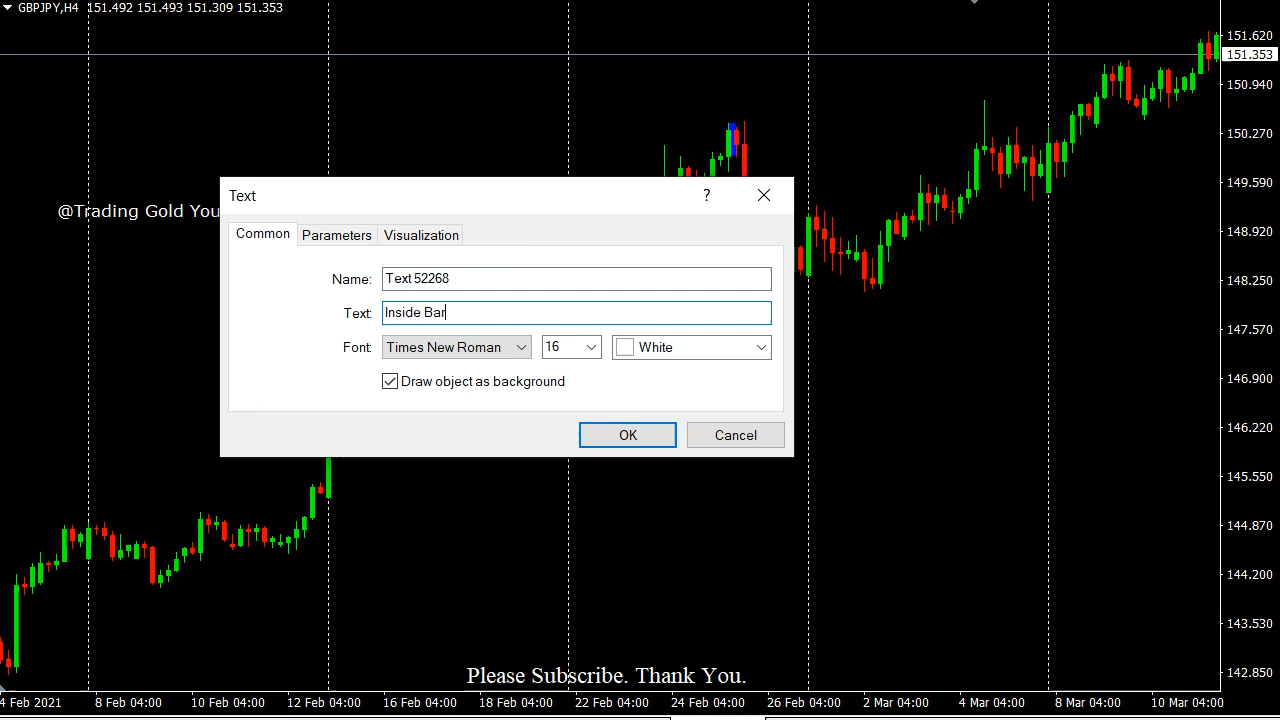 GBPJPY,H4 151.492 151.493 151.309 151.353
151.620
151.353
150.940
150.270
149.590
148.920
148.250
147.570
146.900
146.220
145.550
144.870
144.200
143.530
142.850
@Trading Gold You
Text
?
Common Parameters Visualization
Name: Text 52268
Text: Inside Bar
Font: Times New Roman 16 White
Draw object as background
OK Cancel
Please Subscribe. Thank You.
4 Feb 2021 8 Feb 04:00 10 Feb 04:00 12 Feb 04:00 16 Feb 04:00 18 Feb 04:00 22 Feb 04:00 24 Feb 04:00 26 Feb 04:00 2 Mar 04:00 4 Mar 04:00 8 Mar 04:00 10 Mar 04:00